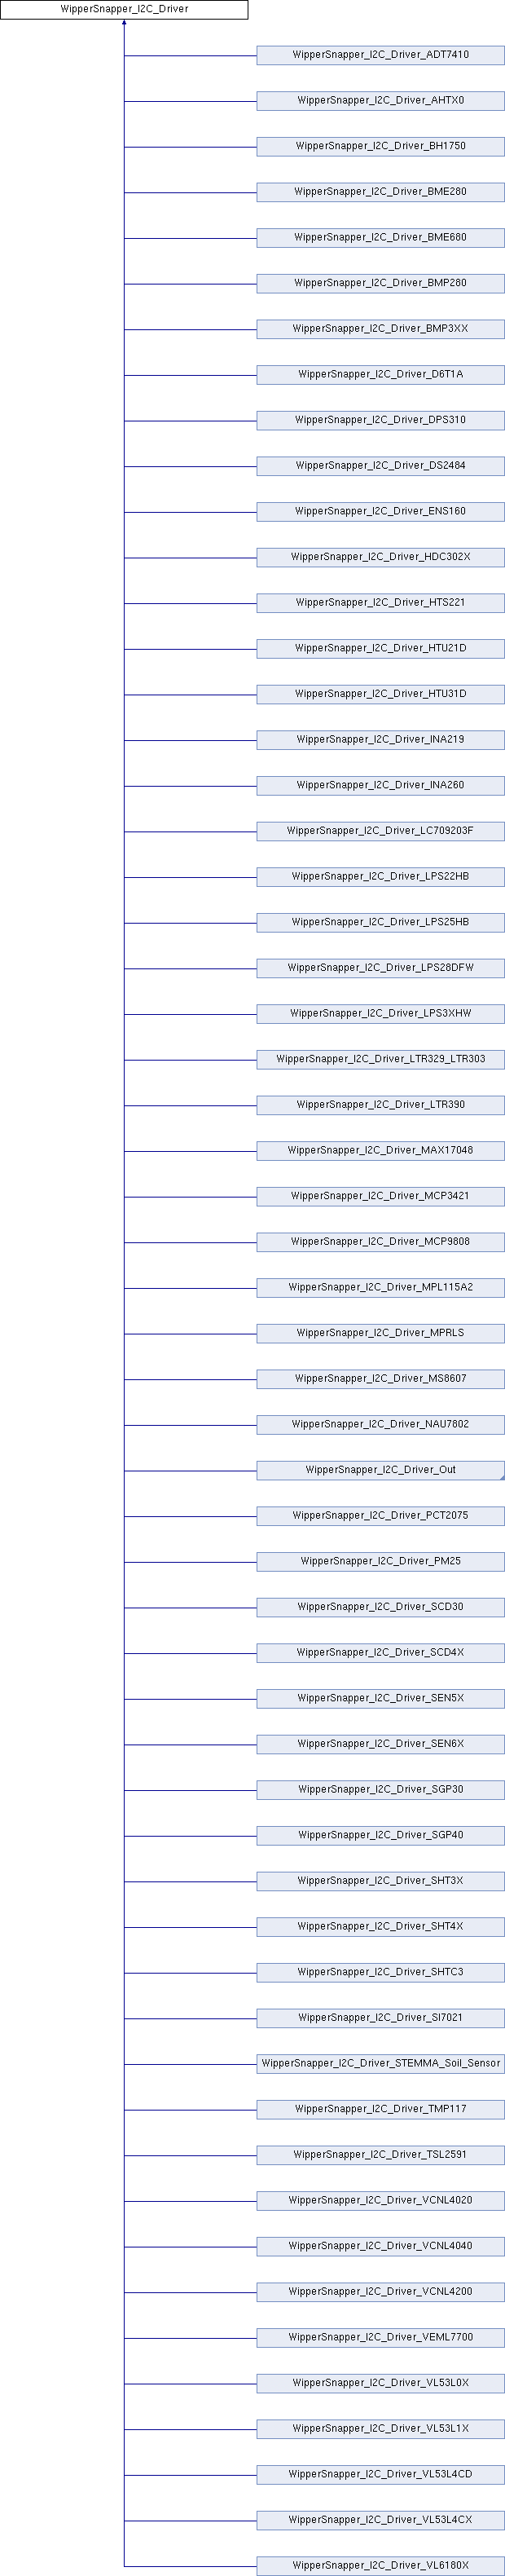 WipperSnapper_I2C_Driver
WipperSnapper_I2C_Driver_ADT7410
WipperSnapper_I2C_Driver_AHTX0
WipperSnapper_I2C_Driver_BH1750
WipperSnapper_I2C_Driver_BME280
WipperSnapper_I2C_Driver_BME680
WipperSnapper_I2C_Driver_BMP280
WipperSnapper_I2C_Driver_BMP3XX
WipperSnapper_I2C_Driver_D6T1A
WipperSnapper_I2C_Driver_DPS310
WipperSnapper_I2C_Driver_DS2484
WipperSnapper_I2C_Driver_ENS160
WipperSnapper_I2C_Driver_HDC302X
WipperSnapper_I2C_Driver_HTS221
WipperSnapper_I2C_Driver_HTU21D
WipperSnapper_I2C_Driver_HTU31D
WipperSnapper_I2C_Driver_INA219
WipperSnapper_I2C_Driver_INA260
WipperSnapper_I2C_Driver_LC709203F
WipperSnapper_I2C_Driver_LPS22HB
WipperSnapper_I2C_Driver_LPS25HB
WipperSnapper_I2C_Driver_LPS28DFW
WipperSnapper_I2C_Driver_LPS3XHW
WipperSnapper_I2C_Driver_LTR329_LTR303
WipperSnapper_I2C_Driver_LTR390
WipperSnapper_I2C_Driver_MAX17048
WipperSnapper_I2C_Driver_MCP3421
WipperSnapper_I2C_Driver_MCP9808
WipperSnapper_I2C_Driver_MPL115A2
WipperSnapper_I2C_Driver_MPRLS
WipperSnapper_I2C_Driver_MS8607
WipperSnapper_I2C_Driver_NAU7802
WipperSnapper_I2C_Driver_Out
WipperSnapper_I2C_Driver_PCT2075
WipperSnapper_I2C_Driver_PM25
WipperSnapper_I2C_Driver_SCD30
WipperSnapper_I2C_Driver_SCD4X
WipperSnapper_I2C_Driver_SEN5X
WipperSnapper_I2C_Driver_SEN6X
WipperSnapper_I2C_Driver_SGP30
WipperSnapper_I2C_Driver_SGP40
WipperSnapper_I2C_Driver_SHT3X
WipperSnapper_I2C_Driver_SHT4X
WipperSnapper_I2C_Driver_SHTC3
WipperSnapper_I2C_Driver_SI7021
WipperSnapper_I2C_Driver_STEMMA_Soil_Sensor
WipperSnapper_I2C_Driver_TMP117
WipperSnapper_I2C_Driver_TSL2591
WipperSnapper_I2C_Driver_VCNL4020
WipperSnapper_I2C_Driver_VCNL4040
WipperSnapper_I2C_Driver_VCNL4200
WipperSnapper_I2C_Driver_VEML7700
WipperSnapper_I2C_Driver_VL53L0X
WipperSnapper_I2C_Driver_VL53L1X
WipperSnapper_I2C_Driver_VL53L4CD
WipperSnapper_I2C_Driver_VL53L4CX
WipperSnapper_I2C_Driver_VL6180X